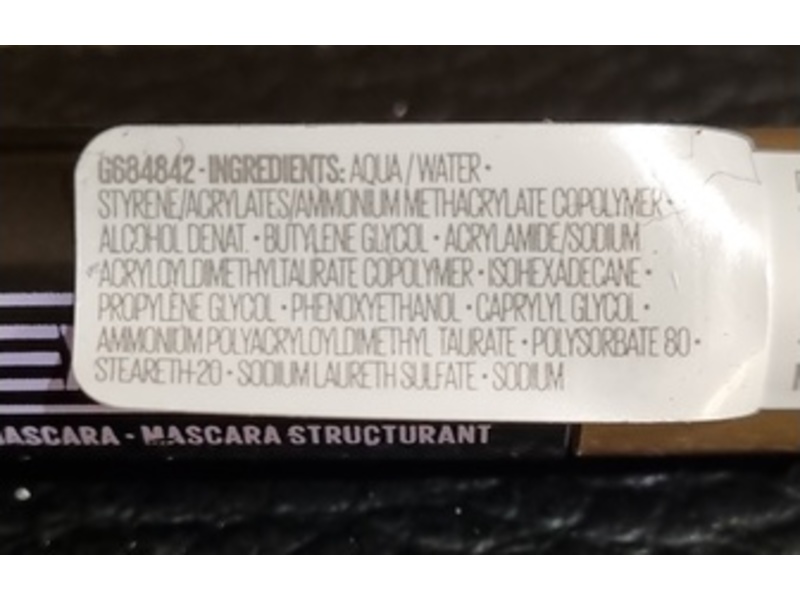 G684842 • INGREDIENTS: AQUA / WATER •
STYRENE/ACRYLATES/AMMONIUM METHACRYLATE COPOLYMER •
ALCOHOL DENAT. • BUTYLENE GLYCOL • ACRYLAMIDE/SODIUM
ACRYLOYLDIMETHYLTAURATE COPOLYMER • ISOHEXADECANE •
PROPYLENE GLYCOL • PHENOXYETHANOL • CAPRYLYL GLYCOL •
AMMONIUM POLYACRYLOYLDIMETHYL TAURATE • POLYSORBATE 80 •
STEARETH-20 • SODIUM LAURETH SULFATE • SODIUM
MASCARA - MASCARA STRUCTURANT